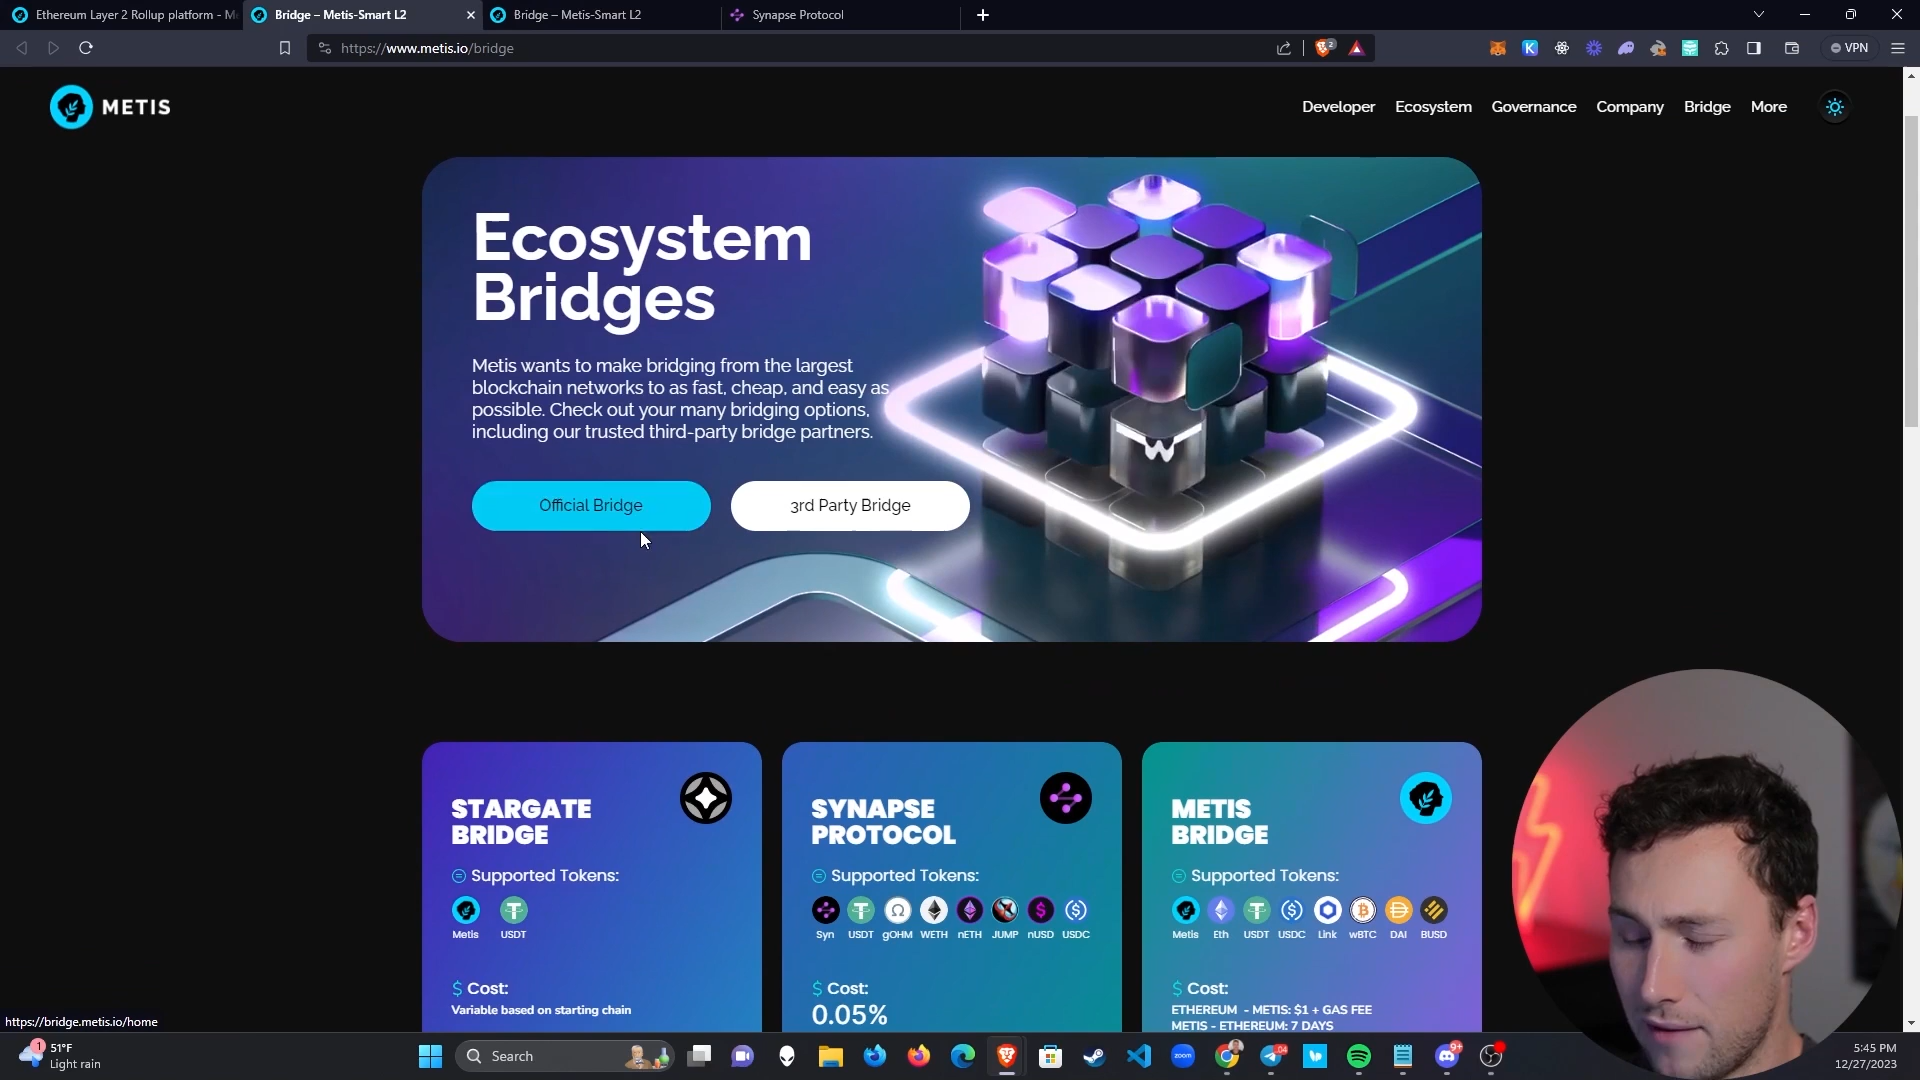 Ethereum Layer 2 Rollup platform - M
Bridge – Metis-Smart L2
Bridge – Metis-Smart L2
Synapse Protocol
https://www.metis.io/bridge
2
VPN
METIS
Developer
Ecosystem
Governance
Company
Bridge
More
Ecosystem
Bridges
Metis wants to make bridging from the largest
blockchain networks to as fast, cheap, and easy as
possible. Check out your many bridging options,
including our trusted third-party bridge partners.
Official Bridge
3rd Party Bridge
STARGATE
BRIDGE
Supported Tokens:
Metis USDT
$ Cost:
Variable based on starting chain
SYNAPSE
PROTOCOL
Supported Tokens:
Syn USDT gOHM WETH nETH JUMP nUSD USDC
$ Cost:
0.05%
METIS
BRIDGE
Supported Tokens:
Metis Eth USDT USDC Link wBTC DAI BUSD
$ Cost:
ETHEREUM - METIS: $1 + GAS FEE
METIS - ETHEREUM: 7 DAYS
https://bridge.metis.io/home
1
51°F
Light rain
Search
zoom
9+
5:45 PM
12/27/2023